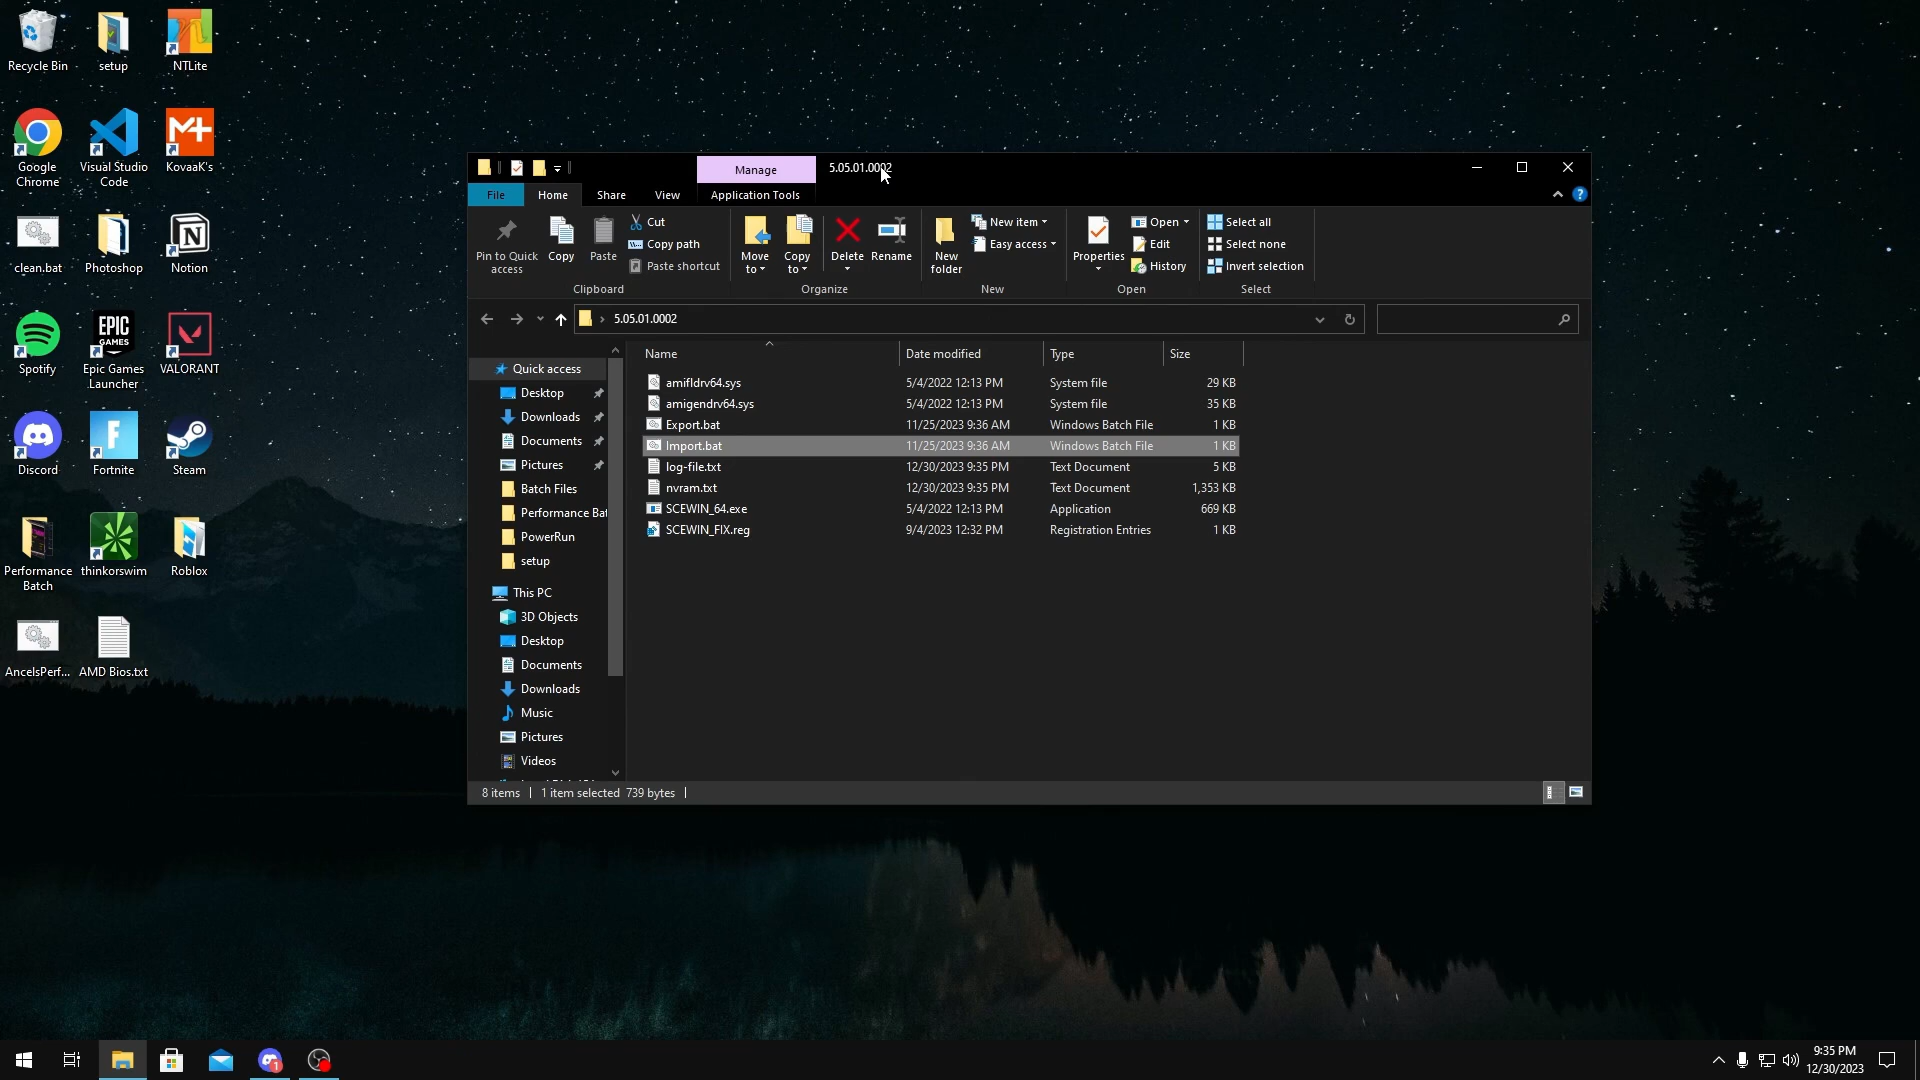 Recycle Bin
setup
NTLite
Google
Chrome
Visual Studio
Code
KovaaK's
clean.bat
Photoshop
Notion
Spotify
EPIC
GAMES
Epic Games
Launcher
VALORANT
Discord
Fortnite
Steam
Performance
Batch
thinkorswim
Roblox
AncelsPerf...
AMD Bios.txt
Manage
5.05.01.0002
File
Home
Share
View
Application Tools
Pin to Quick
access
Copy
Paste
Cut
Copy path
Paste shortcut
Clipboard
Move
to
Copy
to
Delete
Rename
Organize
New
folder
New item
Easy access
New
Properties
Open
Edit
History
Open
Select all
Select none
Invert selection
Select
5.05.01.0002
Quick access
Desktop
Downloads
Documents
Pictures
Batch Files
Performance Bat
PowerRun
setup
This PC
3D Objects
Desktop
Documents
Downloads
Music
Pictures
Videos
Name Date modified Type Size
amifldrv64.sys 5/4/2022 12:13 PM System file 29 KB
amigendrv64.sys 5/4/2022 12:13 PM System file 35 KB
Export.bat 11/25/2023 9:36 AM Windows Batch File 1 KB
Import.bat 11/25/2023 9:36 AM Windows Batch File 1 KB
log-file.txt 12/30/2023 9:35 PM Text Document 5 KB
nvram.txt 12/30/2023 9:35 PM Text Document 1,353 KB
SCEWIN_64.exe 5/4/2022 12:13 PM Application 669 KB
SCEWIN_FIX.reg 9/4/2023 12:32 PM Registration Entries 1 KB
8 items 1 item selected 739 bytes
1
9:35 PM
12/30/2023